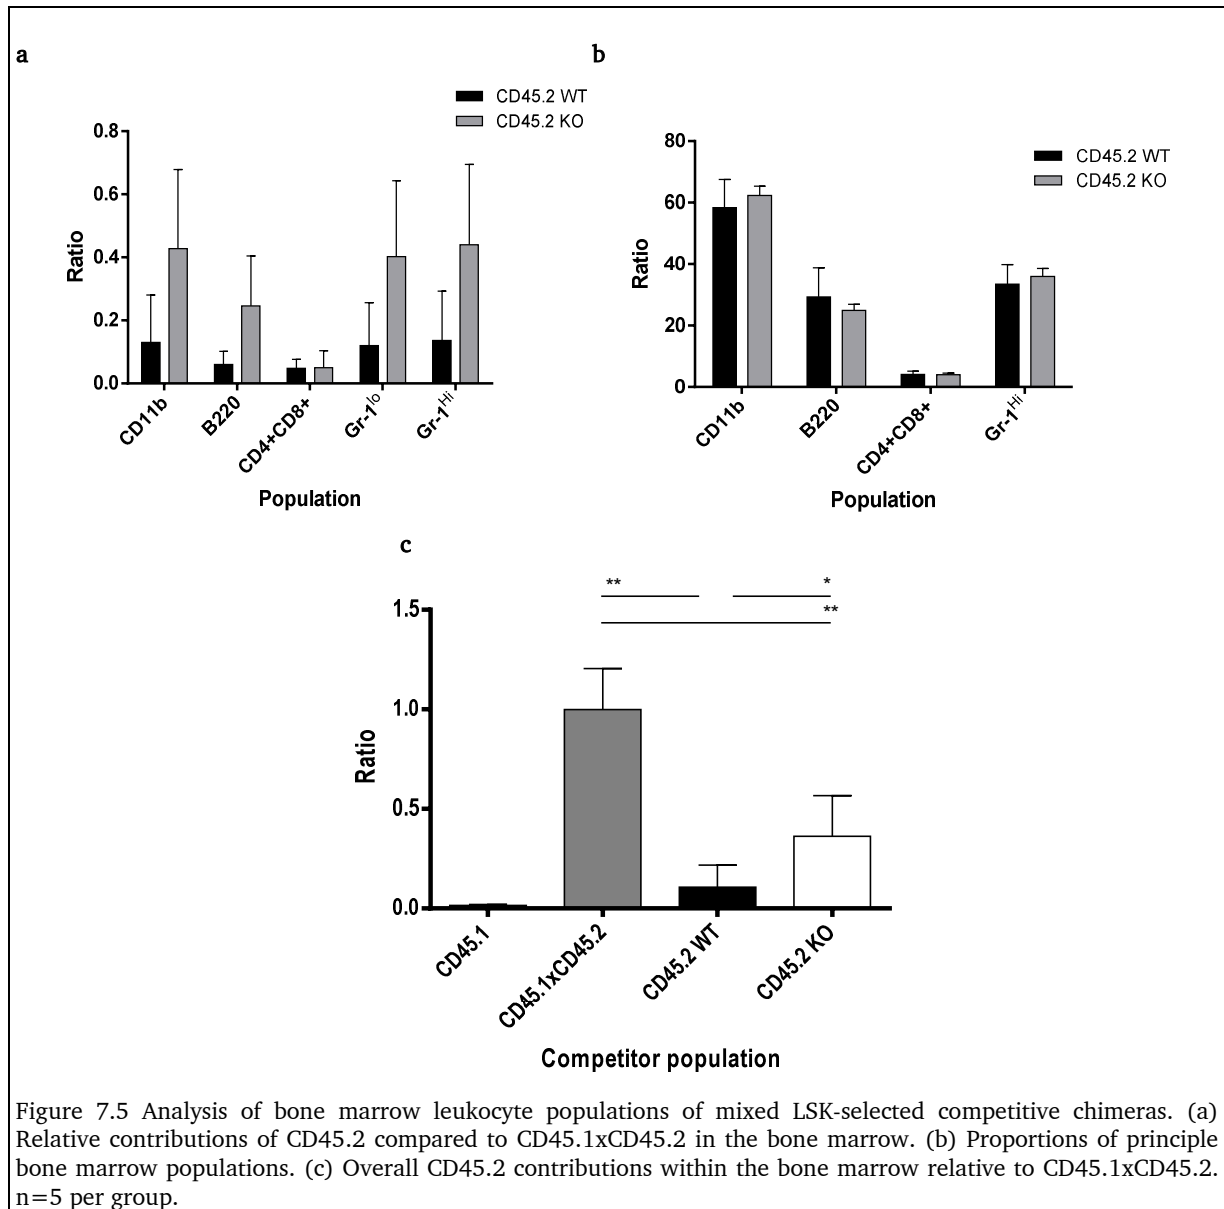 a
CD45.2 WT
CD45.2 KO
0.8
0.6
0.4
0.2
0.0
Ratio
CD11b
B220
CD4+CD8+
Gr-1lo
Gr-1Hi
Population
b
CD45.2 WT
CD45.2 KO
80
60
40
20
0
Ratio
CD11b
B220
CD4+CD8+
Gr-1Hi
Population
c
** *
**
1.5
1.0
0.5
0.0
Ratio
CD45.1
CD45.1xCD45.2
CD45.2 WT
CD45.2 KO
Competitor population
Figure 7.5 Analysis of bone marrow leukocyte populations of mixed LSK-selected competitive chimeras. (a)
Relative contributions of CD45.2 compared to CD45.1xCD45.2 in the bone marrow. (b) Proportions of principle
bone marrow populations. (c) Overall CD45.2 contributions within the bone marrow relative to CD45.1xCD45.2.
n=5 per group.